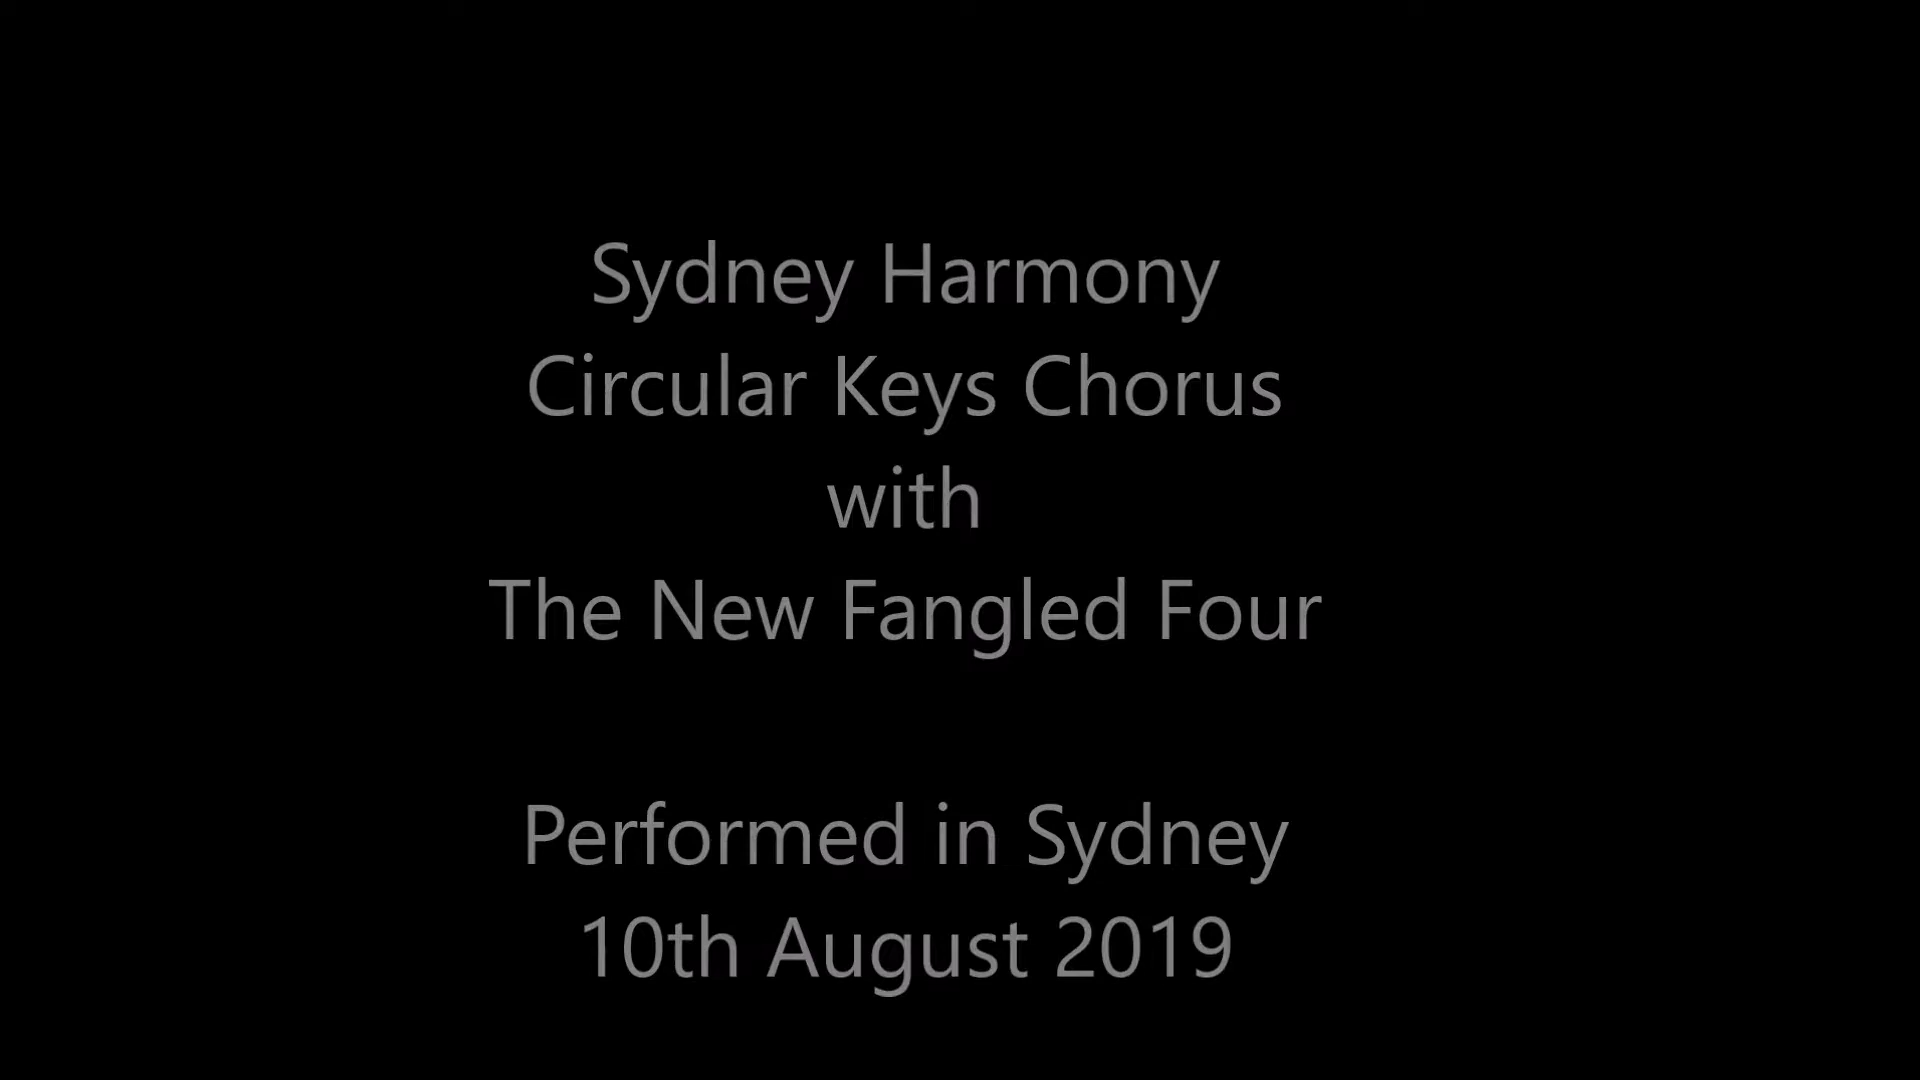 Sydney Harmony
Circular Keys Chorus
with
The New Fangled Four
Performed in Sydney
10th August 2019